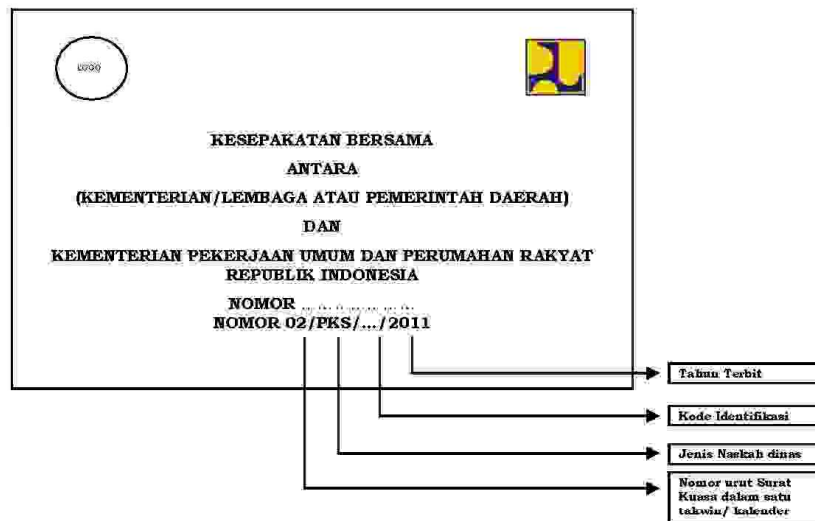 LOGO
KESEPAKATAN BERSAMA
ANTARA
(KEMENTERIAN/LEMBAGA ATAU PEMERINTAH DAERAH)
DAN
KEMENTERIAN PEKERJAAN UMUM DAN PERUMAHAN RAKYAT
REPUBLIK INDONESIA
NOMOR .. .. .. .. .. .. ..
NOMOR 02/PKS/.../2011
Tahun Terbit
Kode Identifikasi
Jenis Naskah dinas
Nomor urut Surat
Kuasa dalam satu
takwin/ kalender